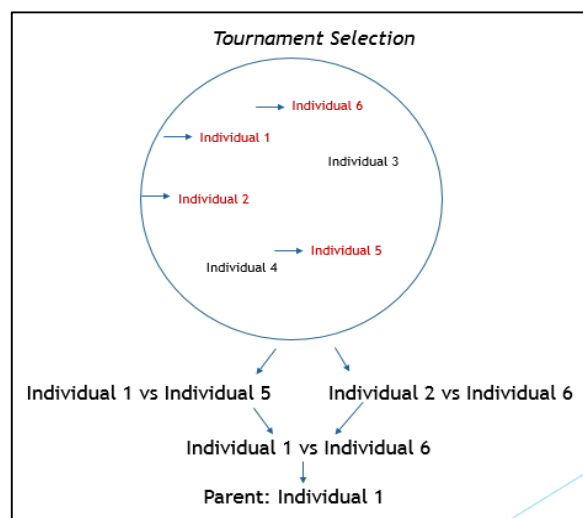 Tournament Selection
Individual 6
Individual 1
Individual 3
Individual 2
Individual 5
Individual 4
Individual 1 vs Individual 5
Individual 2 vs Individual 6
Individual 1 vs Individual 6
Parent: Individual 1